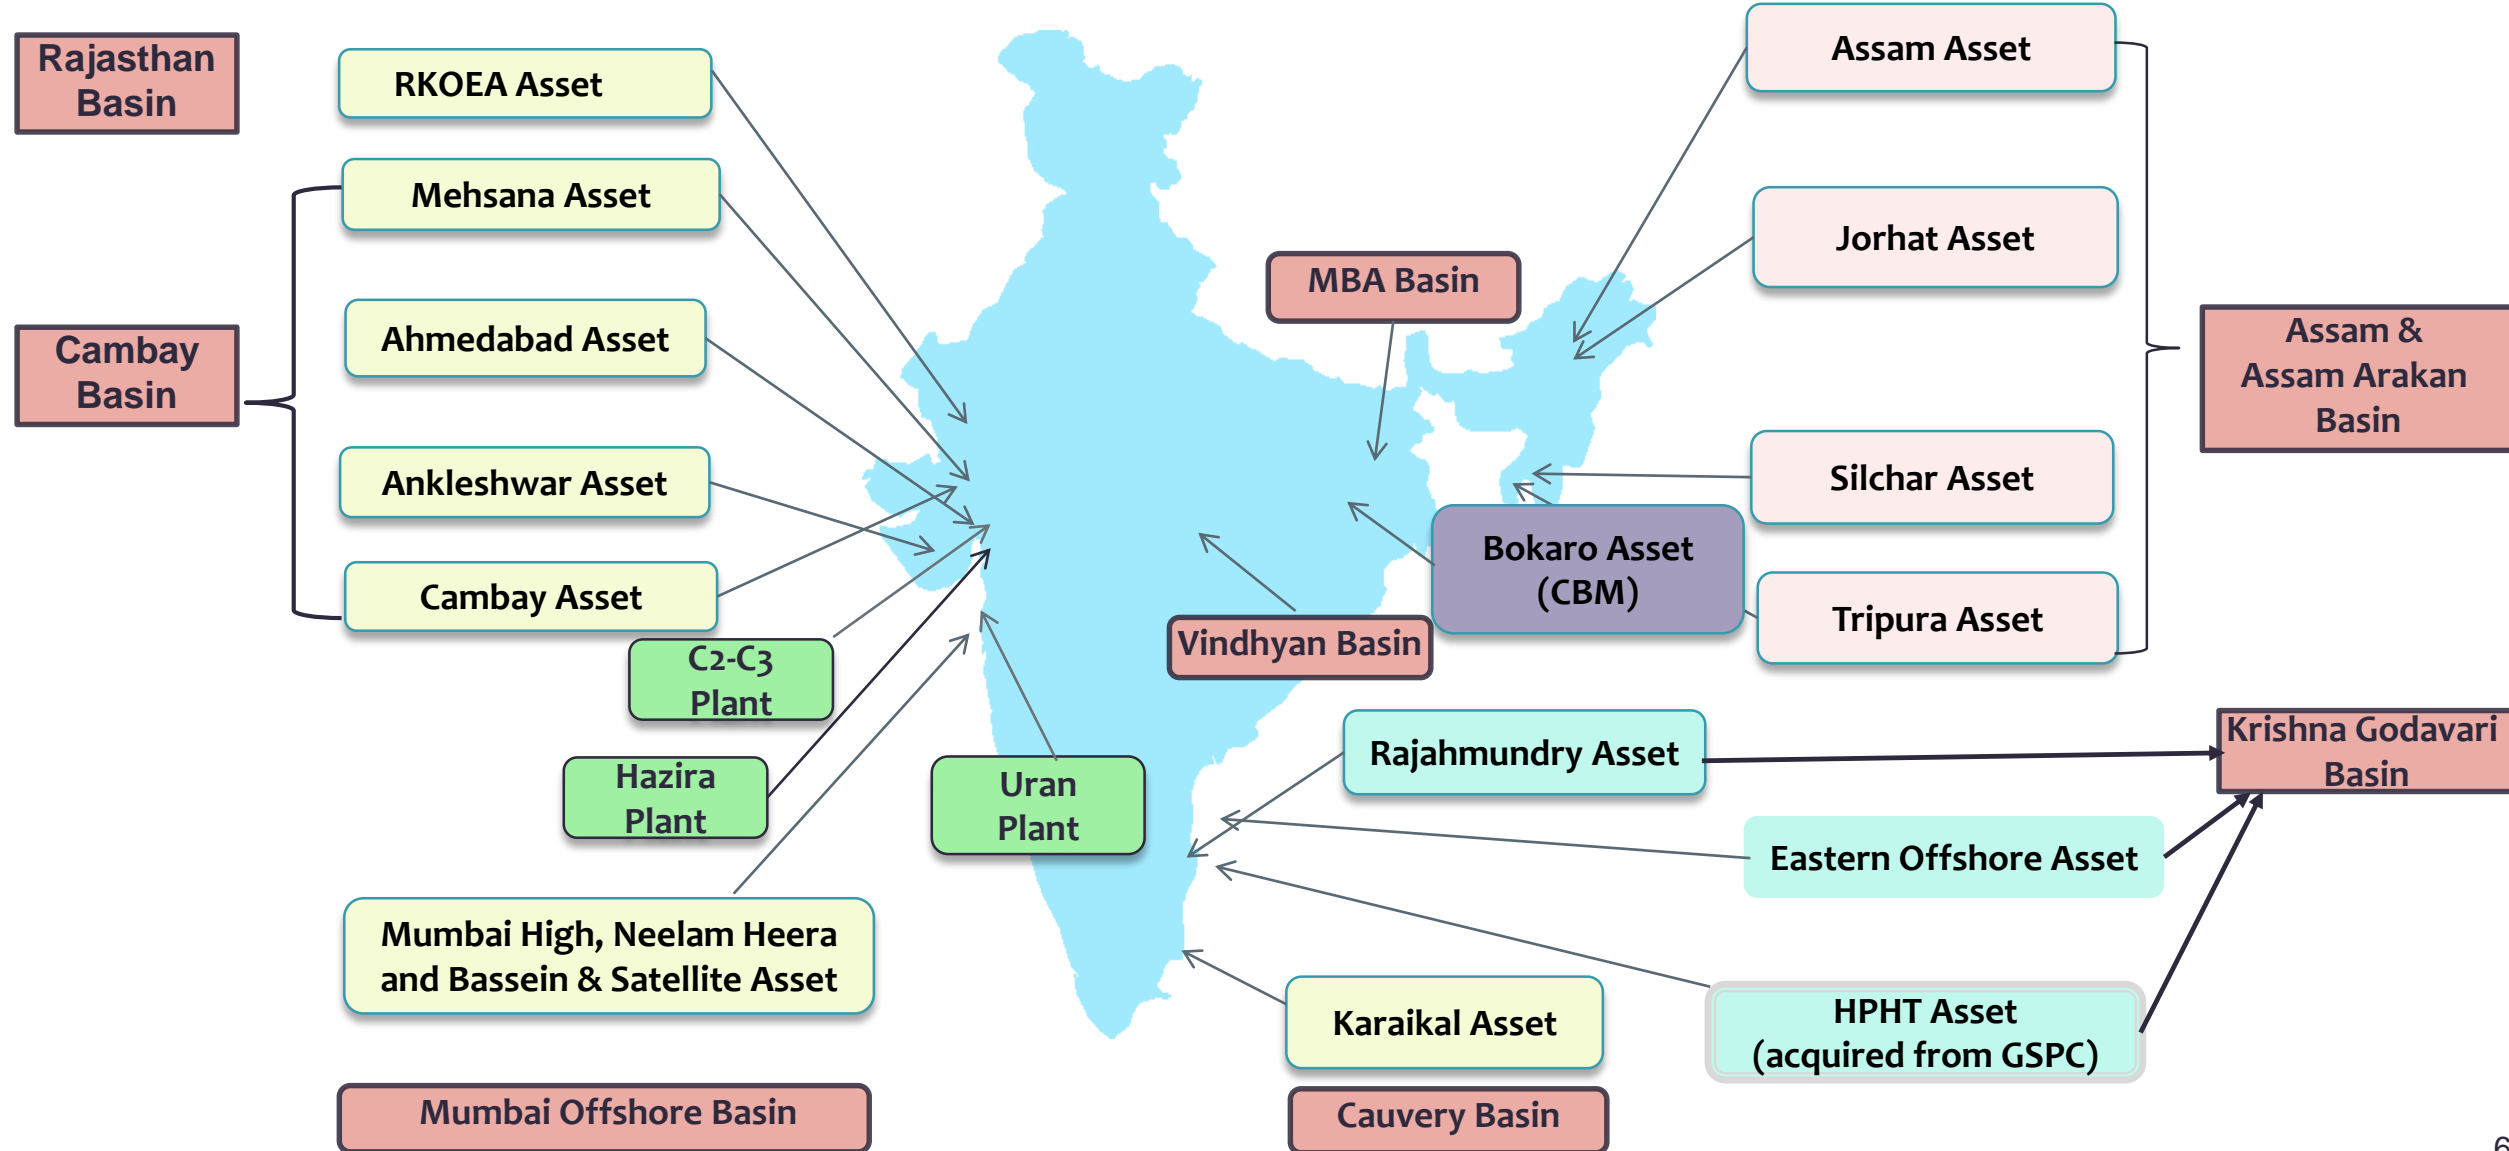 Rajasthan
Basin
RKOEA Asset
Mehsana Asset
Cambay
Basin
Ahmedabad Asset
Ankleshwar Asset
Cambay Asset
C2-C3
Plant
Hazira
Plant
Uran
Plant
Mumbai High, Neelam Heera
and Bassein & Satellite Asset
Mumbai Offshore Basin
MBA Basin
Vindhyan Basin
Bokaro Asset
(CBM)
Assam Asset
Jorhat Asset
Silchar Asset
Tripura Asset
Assam &
Assam Arakan
Basin
Rajahmundry Asset
Eastern Offshore Asset
HPHT Asset
(acquired from GSPC)
Krishna Godavari
Basin
Karaikal Asset
Cauvery Basin
6